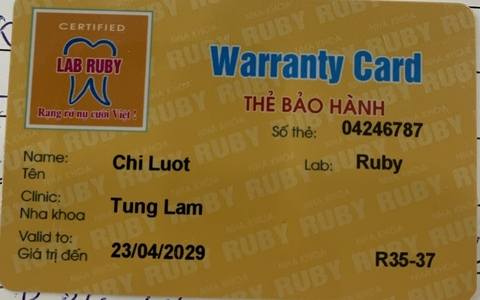 CERTIFIED
LAB RUBY
Rạng rỡ nụ cười Việt !
Warranty Card
THẺ BẢO HÀNH
Số thẻ: 04246787
Name: Chi Luot
Tên
Lab: Ruby
Clinic: Tung Lam
Nha khoa
Valid to: 23/04/2029
Giá trị đến
R35-37